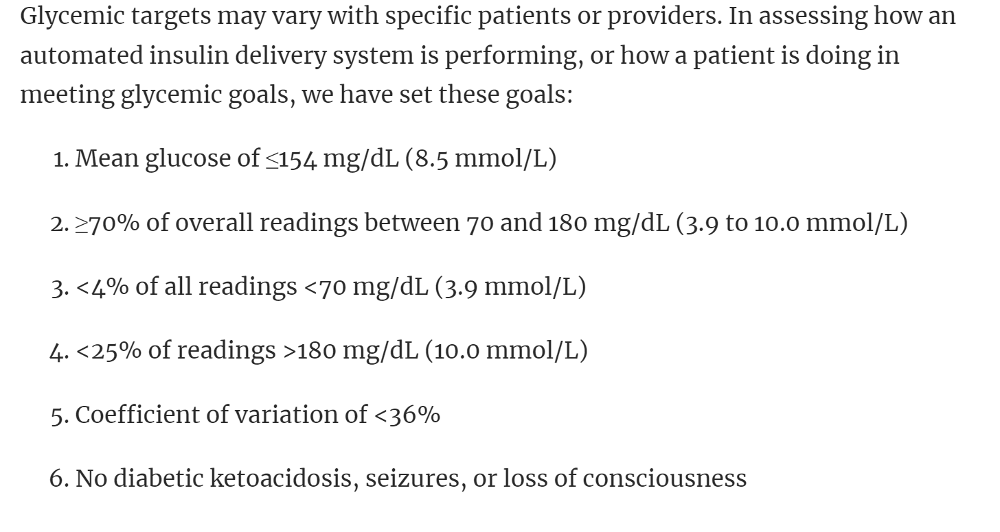 Glycemic targets may vary with specific patients or providers. In assessing how an
automated insulin delivery system is performing, or how a patient is doing in
meeting glycemic goals, we have set these goals:
1. Mean glucose of ≤154 mg/dL (8.5 mmol/L)
2. ≥70% of overall readings between 70 and 180 mg/dL (3.9 to 10.0 mmol/L)
3. <4% of all readings <70 mg/dL (3.9 mmol/L)
4. <25% of readings >180 mg/dL (10.0 mmol/L)
5. Coefficient of variation of <36%
6. No diabetic ketoacidosis, seizures, or loss of consciousness